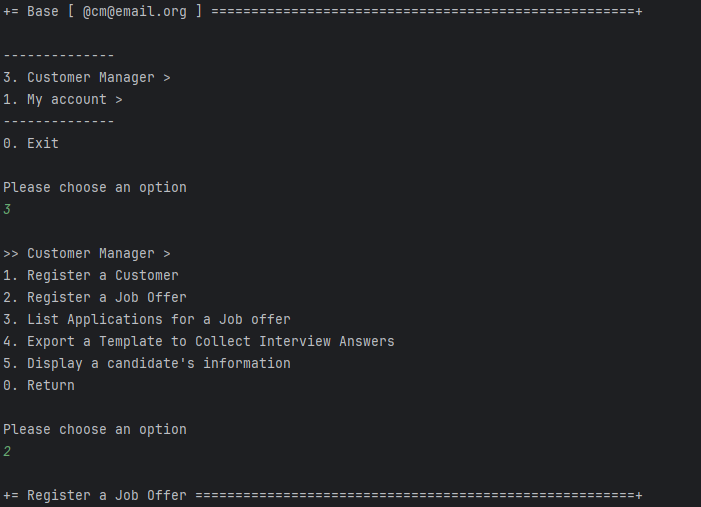 += Base [ @cm@email.org ] =====================================================+
--------------
3. Customer Manager >
1. My account >
--------------
0. Exit
Please choose an option
3
>> Customer Manager >
1. Register a Customer
2. Register a Job Offer
3. List Applications for a Job offer
4. Export a Template to Collect Interview Answers
5. Display a candidate's information
0. Return
Please choose an option
2
+= Register a Job Offer =======================================================+